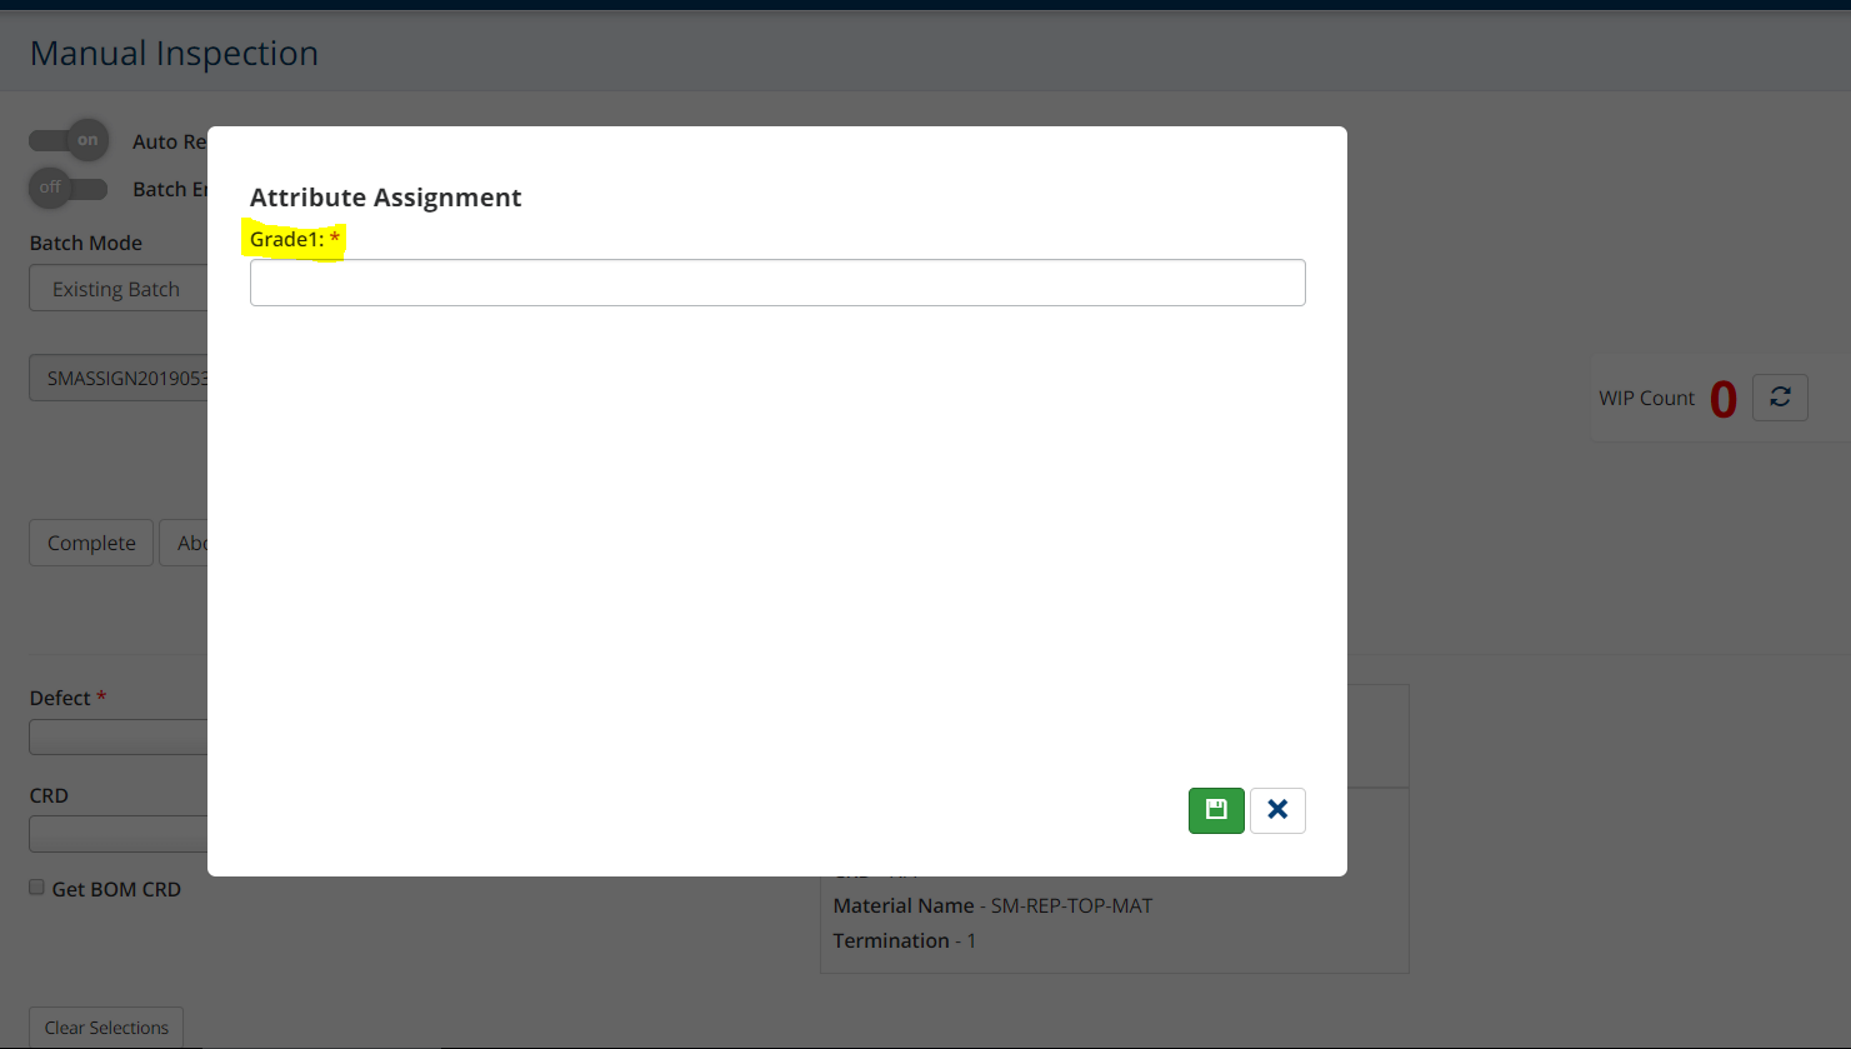 Manual Inspection
on
Auto Re
off
Batch Er
Batch Mode
Existing Batch
SMASSIGN2019053
Attribute Assignment
Grade1: *
WIP Count 0
Complete
Abo
Defect *
CRD
Get BOM CRD
Material Name - SM-REP-TOP-MAT
Termination - 1
Clear Selections